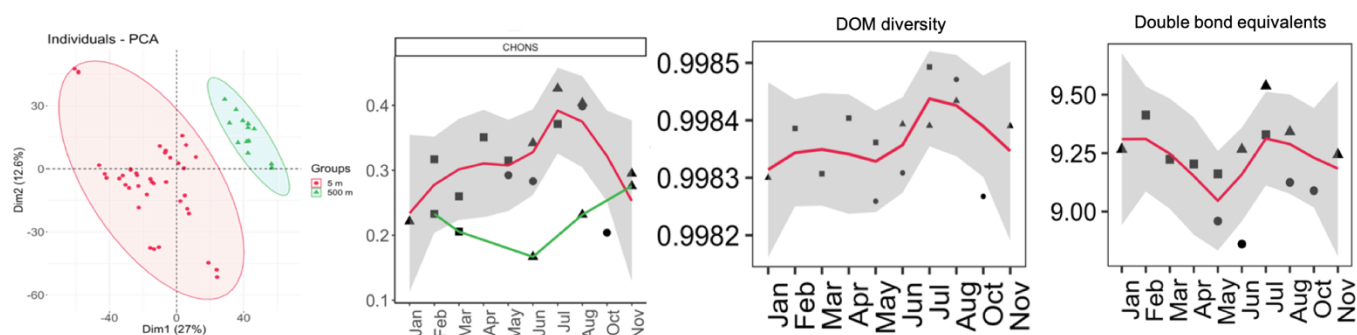 Individuals - PCA
Dim2 (12.6%)
30
0
-30
-60
-40
0
40
Dim1 (27%)
Groups
5 m
500 m
CHONS
0.4
0.3
0.2
0.1
Jan
Feb
Mar
Apr
May
Jun
Jul
Aug
Oct
Nov
DOM diversity
0.9985
0.9984
0.9983
0.9982
Jan
Feb
Mar
Apr
May
Jun
Jul
Aug
Oct
Nov
Double bond equivalents
9.50
9.25
9.00
Jan
Feb
Mar
Apr
May
Jun
Jul
Aug
Oct
Nov